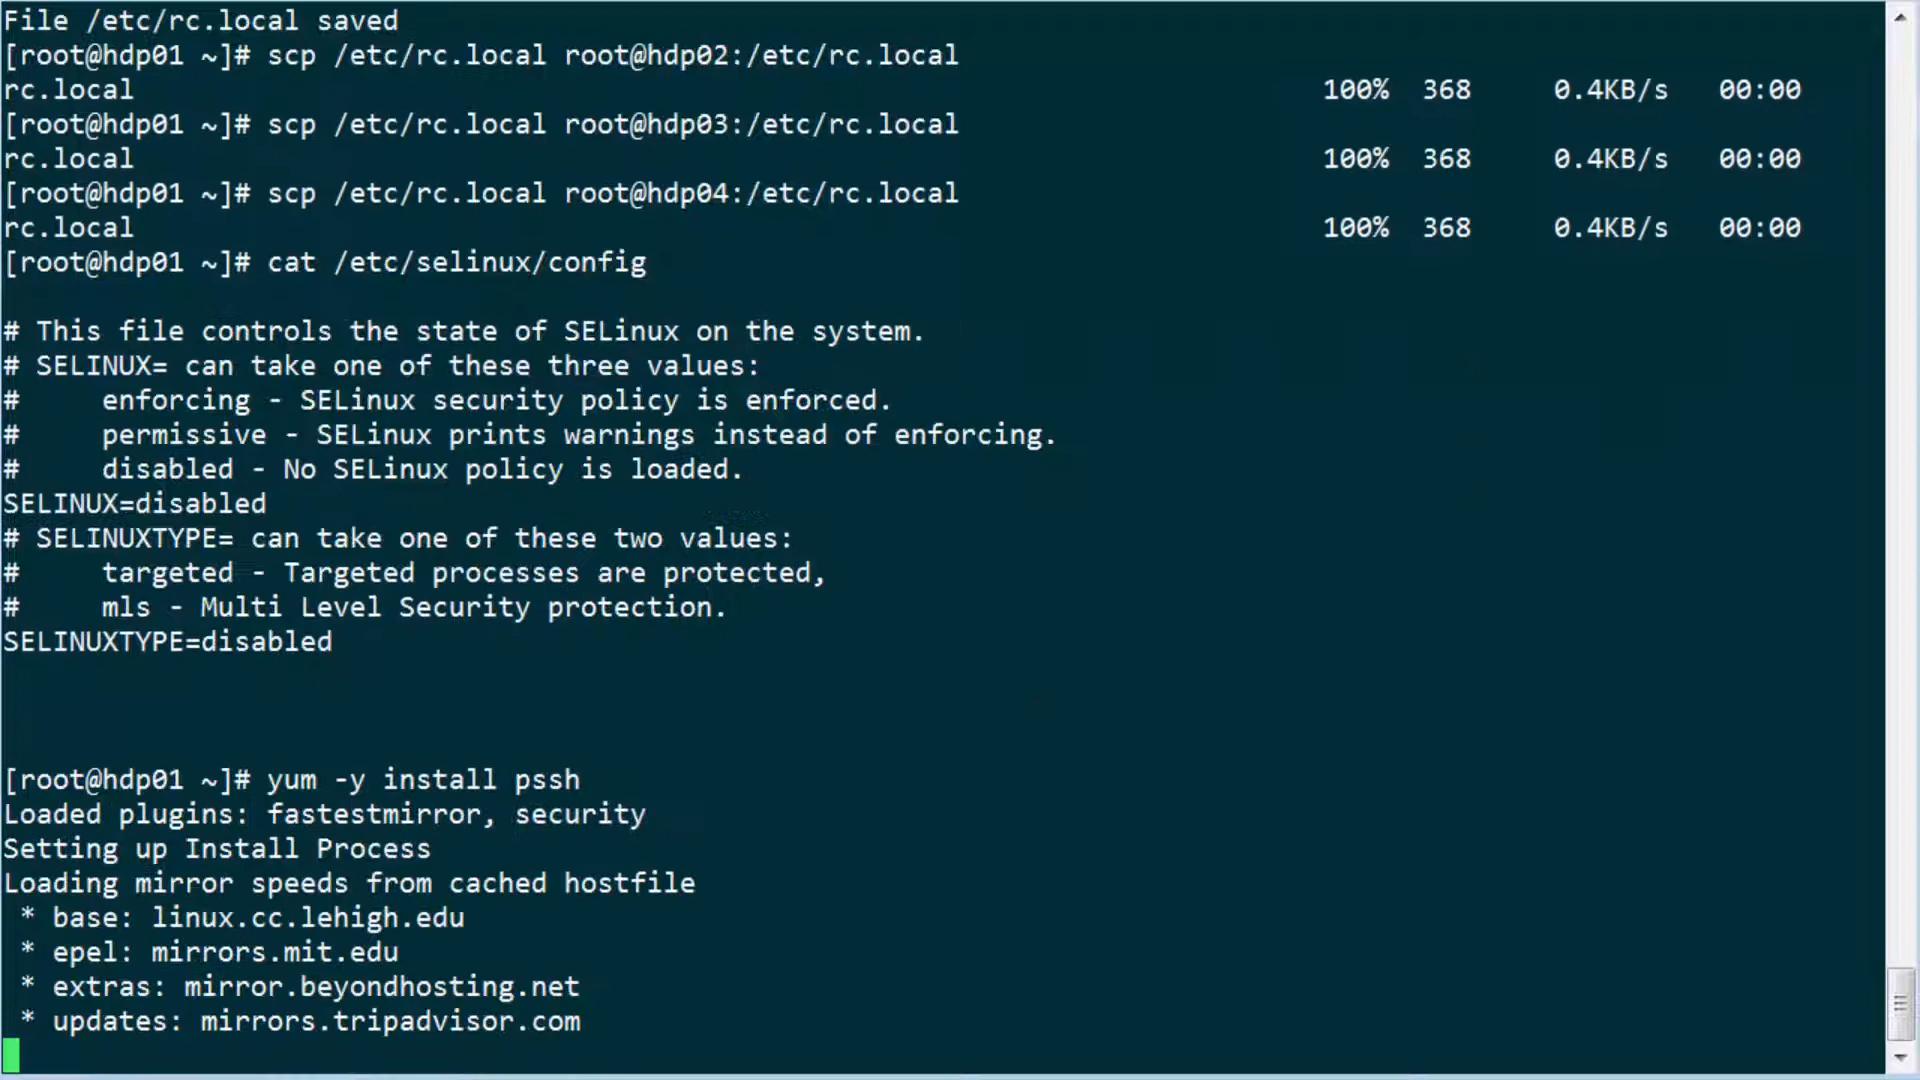 File /etc/rc.local saved
[root@hdp01 ~]# scp /etc/rc.local root@hdp02:/etc/rc.local
rc.local 100% 368 0.4KB/s 00:00
[root@hdp01 ~]# scp /etc/rc.local root@hdp03:/etc/rc.local
rc.local 100% 368 0.4KB/s 00:00
[root@hdp01 ~]# scp /etc/rc.local root@hdp04:/etc/rc.local
rc.local 100% 368 0.4KB/s 00:00
[root@hdp01 ~]# cat /etc/selinux/config
# This file controls the state of SELinux on the system.
# SELINUX= can take one of these three values:
#     enforcing - SELinux security policy is enforced.
#     permissive - SELinux prints warnings instead of enforcing.
#     disabled - No SELinux policy is loaded.
SELINUX=disabled
# SELINUXTYPE= can take one of these two values:
#     targeted - Targeted processes are protected,
#     mls - Multi Level Security protection.
SELINUXTYPE=disabled
[root@hdp01 ~]# yum -y install pssh
Loaded plugins: fastestmirror, security
Setting up Install Process
Loading mirror speeds from cached hostfile
 * base: linux.cc.lehigh.edu
 * epel: mirrors.mit.edu
 * extras: mirror.beyondhosting.net
 * updates: mirrors.tripadvisor.com